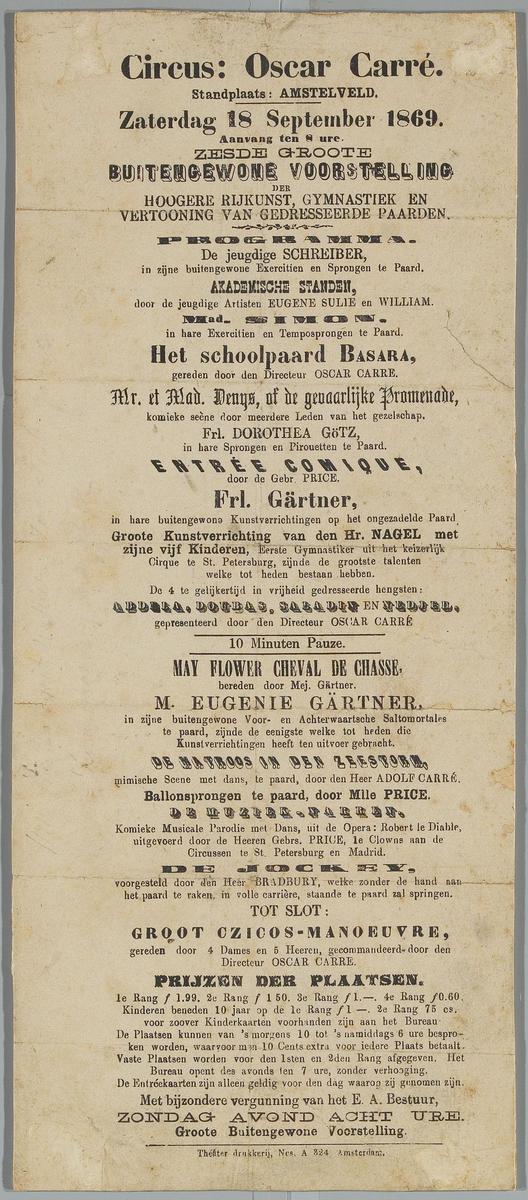 Circus: Oscar Carré.
Standplaats: AMSTELVELD.
Zaterdag 18 September 1869.
Aanvang ten 8 ure.
ZESDE GROOTE
BUITENGEWONE VOORSTELLING
DER
HOOGERE RIJKUNST, GYMNASTIEK EN
VERTOONING VAN GEDRESSEERDE PAARDEN.
PROGRAMMA.
De jeugdige SCHREIBER,
in zijne buitengewone Exercitien en Sprongen te Paard.
AKADEMISCHE STANDEN,
door de jeugdige Artisten EUGENE SULIE en WILLIAM.
Mad. SIMON.
in hare Exercitien en Temposprongen te Paard.
Het schoolpaard BASARA,
gereden door den Directeur OSCAR CARRE.
Mr. et Mad. Denys, of de gevaarlijke Promenade,
komieke scène door meerdere Leden van het gezelschap.
Frl. DOROTHEA GÖTZ,
in hare Sprongen en Pirouetten te Paard.
ENTRÉE COMIQUE,
door de Gebr. PRICE.
Frl. Gärtner,
in hare buitengewone Kunstverrichtingen op het ongezadelde Paard.
Groote Kunstverrichting van den Hr. NAGEL met
zijne vijf Kinderen, Eerste Gymnastiker uit het keizerlijk
Cirque te St. Petersburg, zijnde de grootste talenten
welke tot heden bestaan hebben.
De 4 te gelijkertijd in vrijheid gedresseerde hengsten:
ABDELA, DOUBAS, SALADIN EN NEDJEL,
gepresenteerd door den Directeur OSCAR CARRÉ
10 Minuten Pauze.
MAY FLOWER CHEVAL DE CHASSE,
bereden door Mej. Gärtner.
M. EUGENIE GÄRTNER,
in zijne buitengewone Voor- en Achterwaartsche Saltomortales
te paard, zijnde de eenigste welke tot heden die
Kunstverrichtingen heeft ten uitvoer gebracht.
DE MATROOS IN DEN ZEESTORM,
mimische Scene met dans, te paard, door den Heer ADOLF CARRÉ.
Ballonsprongen te paard, door Mlle PRICE.
DE MUZIEK-NARREN,
Komieke Musicale Parodie met Dans, uit de Opera: Robert le Diable,
uitgevoerd door de Heeren Gebrs. PRICE, 1e Clowns aan de
Circussen te St. Petersburg en Madrid.
DE JOCKEY,
voorgesteld door den Heer BRADBURY, welke zonder de hand aan
het paard te raken, in volle carrière, staande te paard zal springen.
TOT SLOT:
GROOT CZICOS-MANOEUVRE,
gereden door 4 Dames en 5 Heeren, gecommandeerd door den
Directeur OSCAR CARRE.
PRIJZEN DER PLAATSEN.
1e Rang ƒ 1.99. 2e Rang ƒ 1 50. 3e Rang ƒ 1.—. 4e Rang ƒ0.60.
Kinderen beneden 10 jaar op de 1e Rang ƒ1 —. 2e Rang 75 cs.
voor zoover Kinderkaarten voorhanden zijn aan het Bureau
De Plaatsen kunnen van 's morgens 10 tot 's namiddags 6 ure bespro-
ken worden, waarvoor men 10 Cents extra voor iedere Plaats betaalt.
Vaste Plaatsen worden voor den 1sten en 2den Rang afgegeven. Het
Bureau opent des avonds ten 7 ure, zonder verhooging.
De Entréekaarten zijn alleen geldig voor den dag waarop zij genomen zijn.
Met bijzondere vergunning van het E. A. Bestuur,
ZONDAG AVOND ACHT URE.
Groote Buitengewone Voorstelling.
Théâter drukkerij, Nes. A 324 Amsterdam.